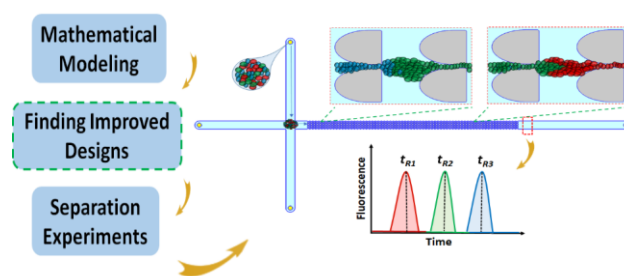 Mathematical
Modeling
Finding Improved
Designs
Separation
Experiments
Fluorescence
tR1 tR2 tR3
Time